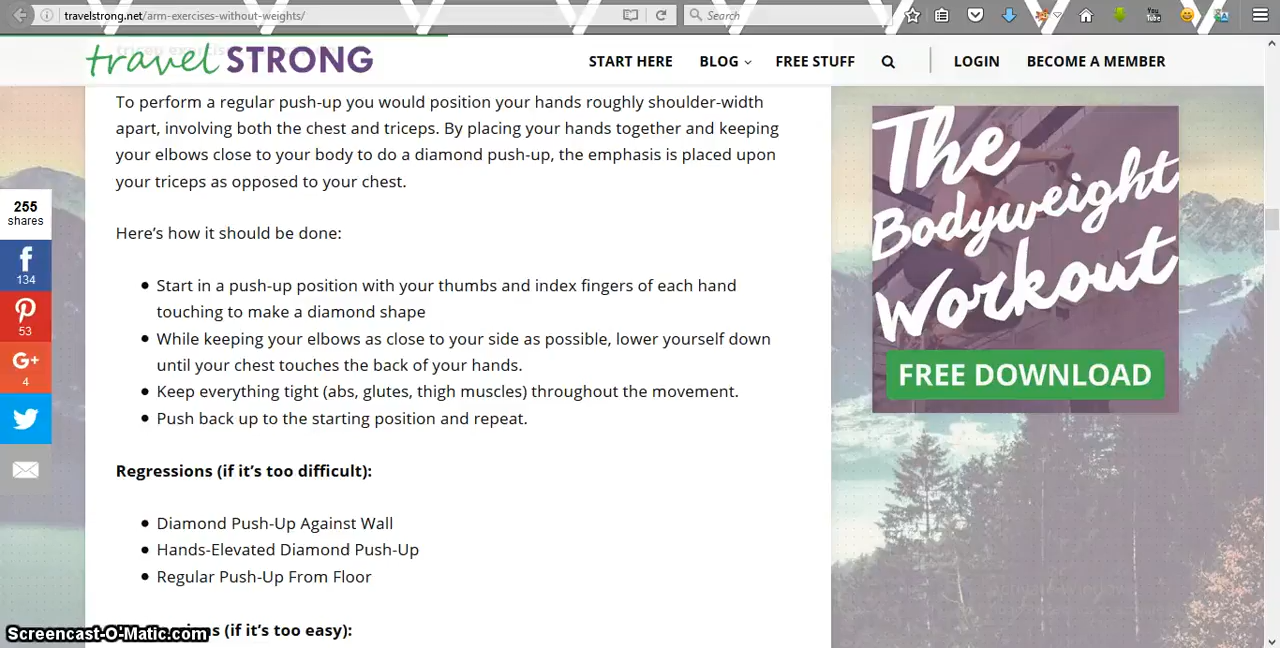 travelstrong.net/arm-exercises-without-weights/
Search
You
Tube
travel STRONG
START HERE
BLOG
FREE STUFF
LOGIN
BECOME A MEMBER
To perform a regular push-up you would position your hands roughly shoulder-width
apart, involving both the chest and triceps. By placing your hands together and keeping
your elbows close to your body to do a diamond push-up, the emphasis is placed upon
your triceps as opposed to your chest.
Here's how it should be done:
Start in a push-up position with your thumbs and index fingers of each hand
touching to make a diamond shape
While keeping your elbows as close to your side as possible, lower yourself down
until your chest touches the back of your hands.
Keep everything tight (abs, glutes, thigh muscles) throughout the movement.
Push back up to the starting position and repeat.
Regressions (if it's too difficult):
Diamond Push-Up Against Wall
Hands-Elevated Diamond Push-Up
Regular Push-Up From Floor
(if it's too easy):
255
shares
134
53
G+
4
The
Bodyweight
Workout
FREE DOWNLOAD
Screencast-O-Matic.com